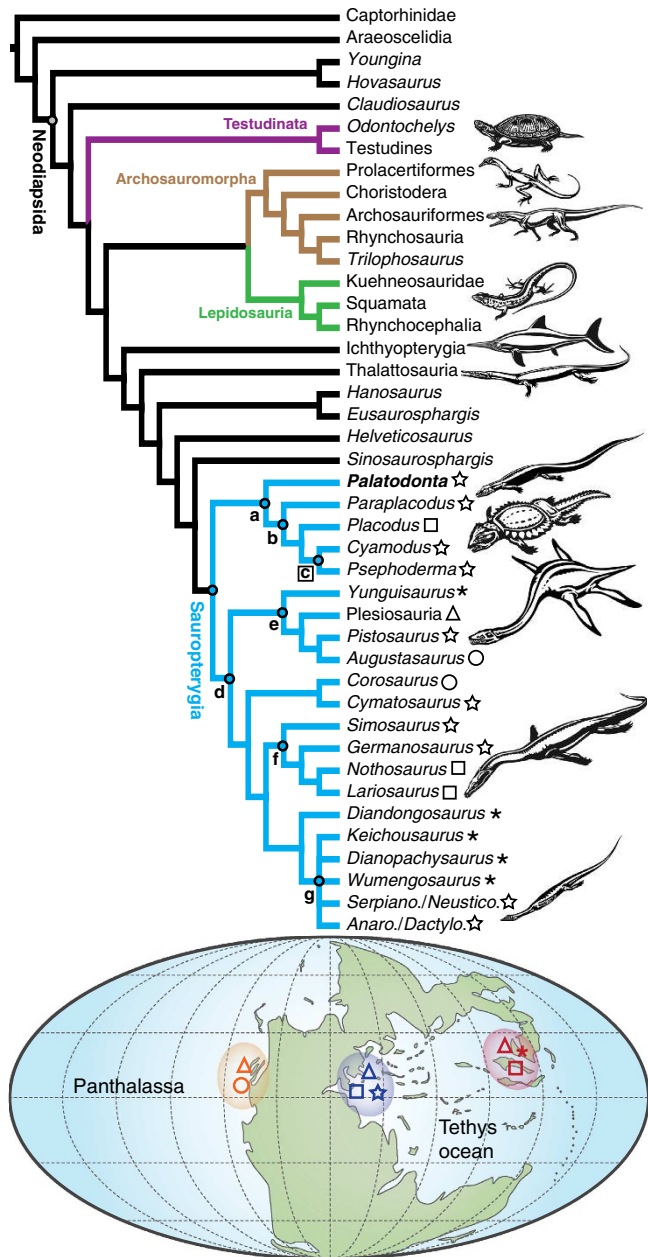 Captorhinidae
Araeoscelidia
Youngina
Hovasaurus
Neodiapsida
Claudiosaurus
Testudinata
Odontochelys
Testudines
Archosauromorpha
Prolacertiformes
Choristodera
Archosauriformes
Rhynchosauria
Trilophosaurus
Lepidosauria
Kuehneosauridae
Squamata
Rhynchocephalia
Ichthyopterygia
Thalattosauria
Hanosaurus
Eusaurosphargis
Helveticosaurus
Sinosaurosphargis
Sauropterygia
a
Palatodonta
b
Paraplacodus
Placodus
c
Cyamodus
Psephoderma
d
e
Yunguisaurus*
Plesiosauria
Pistosaurus
Augustasaurus
Corosaurus
Cymatosaurus
f
Simosaurus
Germanosaurus
Nothosaurus
Lariosaurus
Diandongosaurus *
Keichousaurus *
Dianopachysaurus *
g
Wumengosaurus *
Serpiano./Neustico.
Anaro./Dactylo.
Panthalassa
*
Tethys
ocean